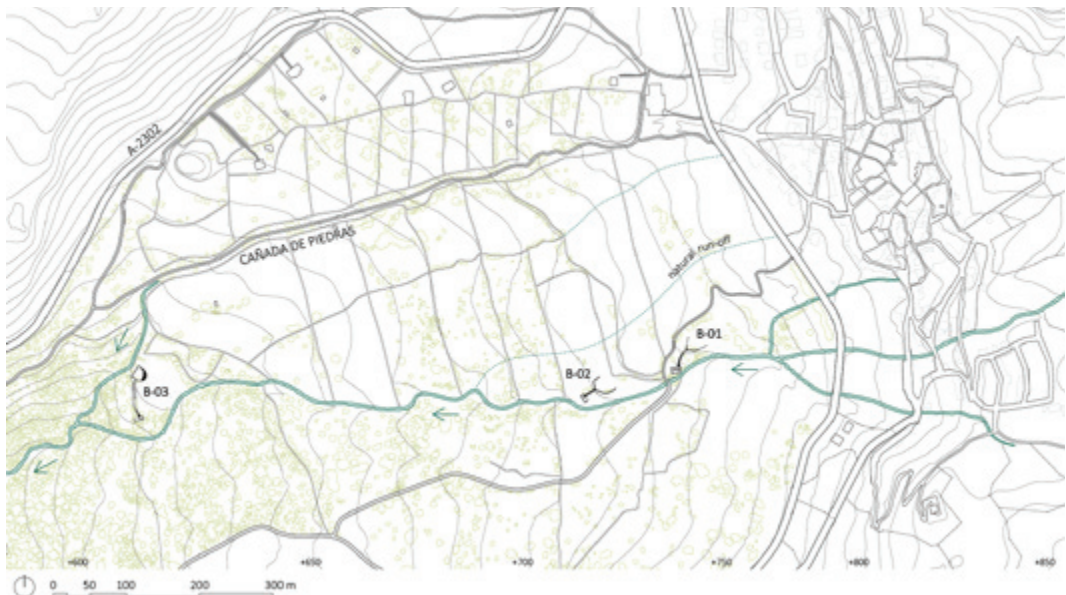 A-2302
CAÑADA DE PIEDRAS
natural run-off
B-01
B-02
B-03
+600 +650 +700 +750 +800 +850
0 50 100 200 300 m